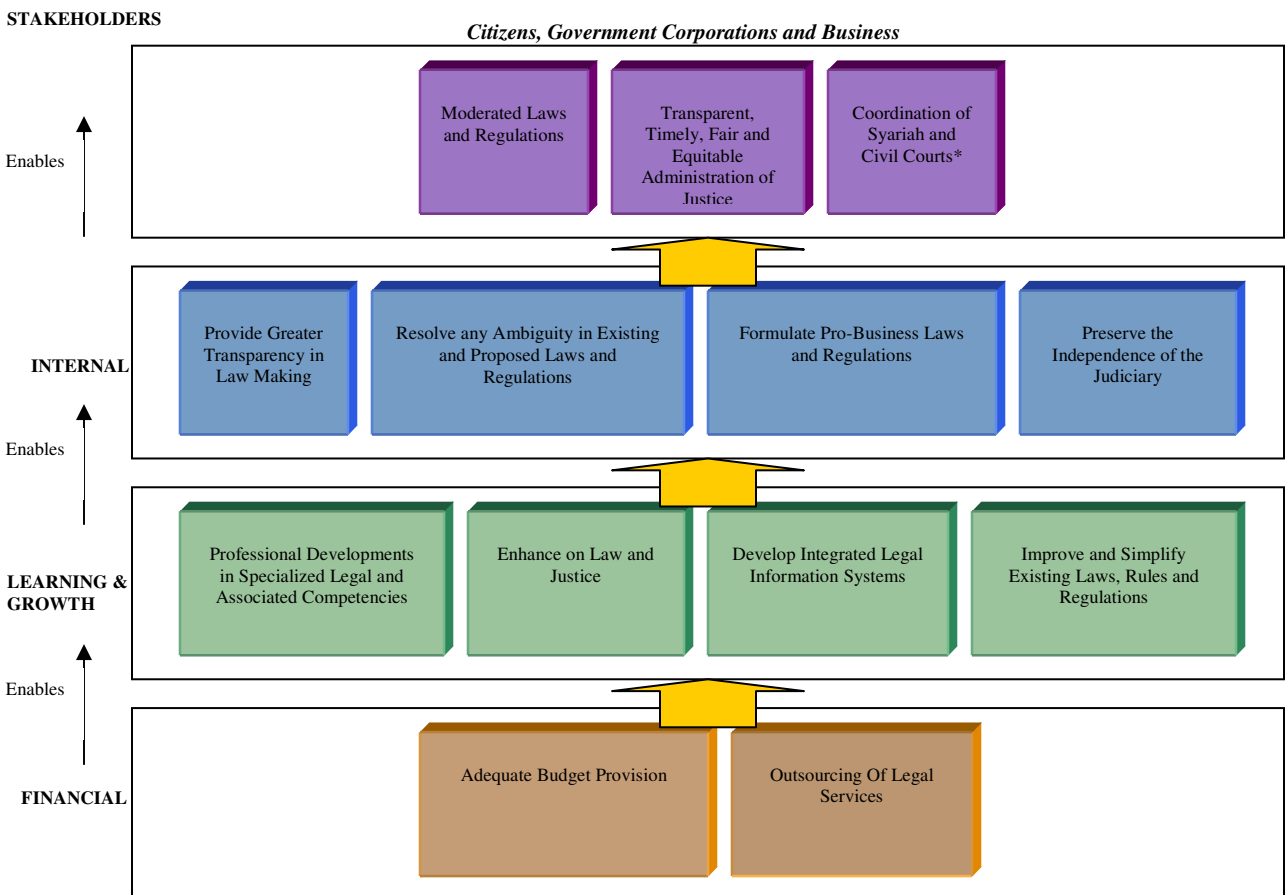 STAKEHOLDERS
Citizens, Government Corporations and Business
Moderated Laws
and Regulations
Transparent,
Timely, Fair and
Equitable
Administration of
Justice
Coordination of
Syariah and
Civil Courts*
Enables
INTERNAL
Provide Greater
Transparency in
Law Making
Resolve any Ambiguity in Existing
and Proposed Laws and
Regulations
Formulate Pro-Business Laws
and Regulations
Preserve the
Independence of the
Judiciary
Enables
LEARNING &
GROWTH
Professional Developments
in Specialized Legal and
Associated Competencies
Enhance on Law and
Justice
Develop Integrated Legal
Information Systems
Improve and Simplify
Existing Laws, Rules and
Regulations
Enables
FINANCIAL
Adequate Budget Provision
Outsourcing Of Legal
Services